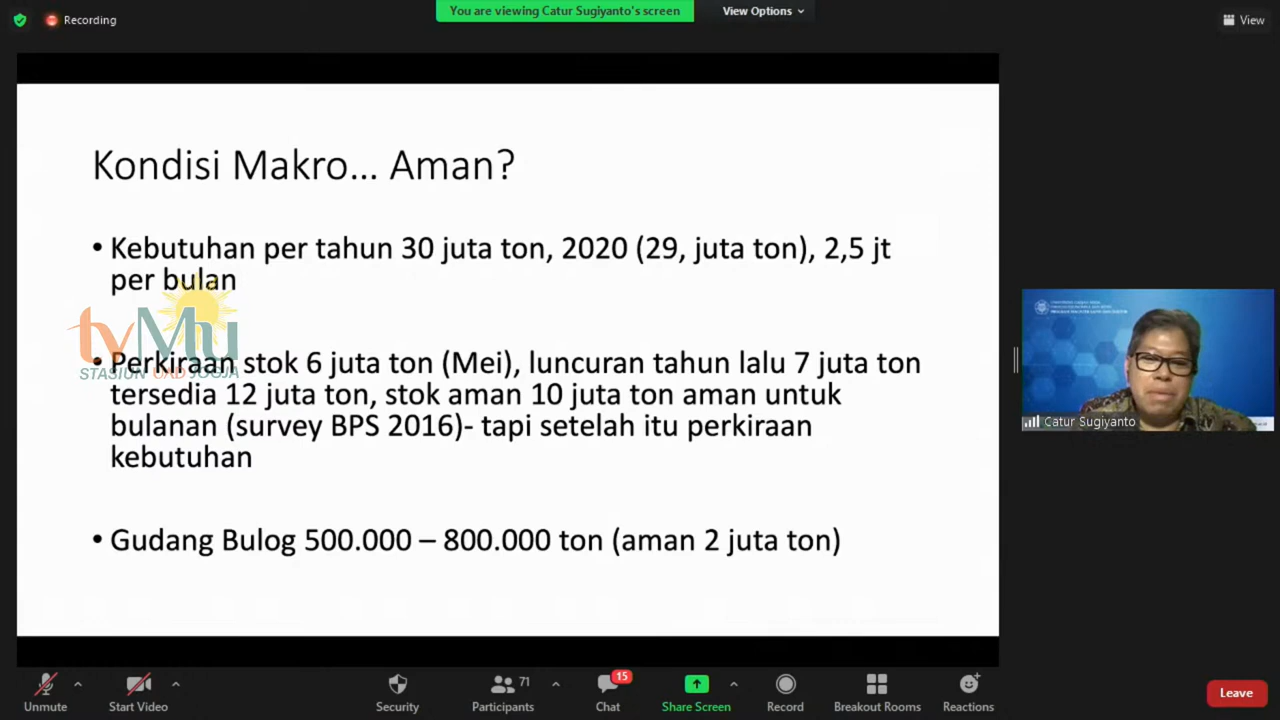 Recording
You are viewing Catur Sugiyanto's screen
View Options
View
Kondisi Makro... Aman?
• Kebutuhan per tahun 30 juta ton, 2020 (29, juta ton), 2,5 jt
per bulan
tvMu
STASIUN UAD JOGJA
• Perkiraan stok 6 juta ton (Mei), luncuran tahun lalu 7 juta ton
tersedia 12 juta ton, stok aman 10 juta ton aman untuk
bulanan (survey BPS 2016)- tapi setelah itu perkiraan
kebutuhan
• Gudang Bulog 500.000 – 800.000 ton (aman 2 juta ton)
Catur Sugiyanto
Unmute
Start Video
Security
Participants
71
Chat
15
Share Screen
Record
Breakout Rooms
Reactions
Leave